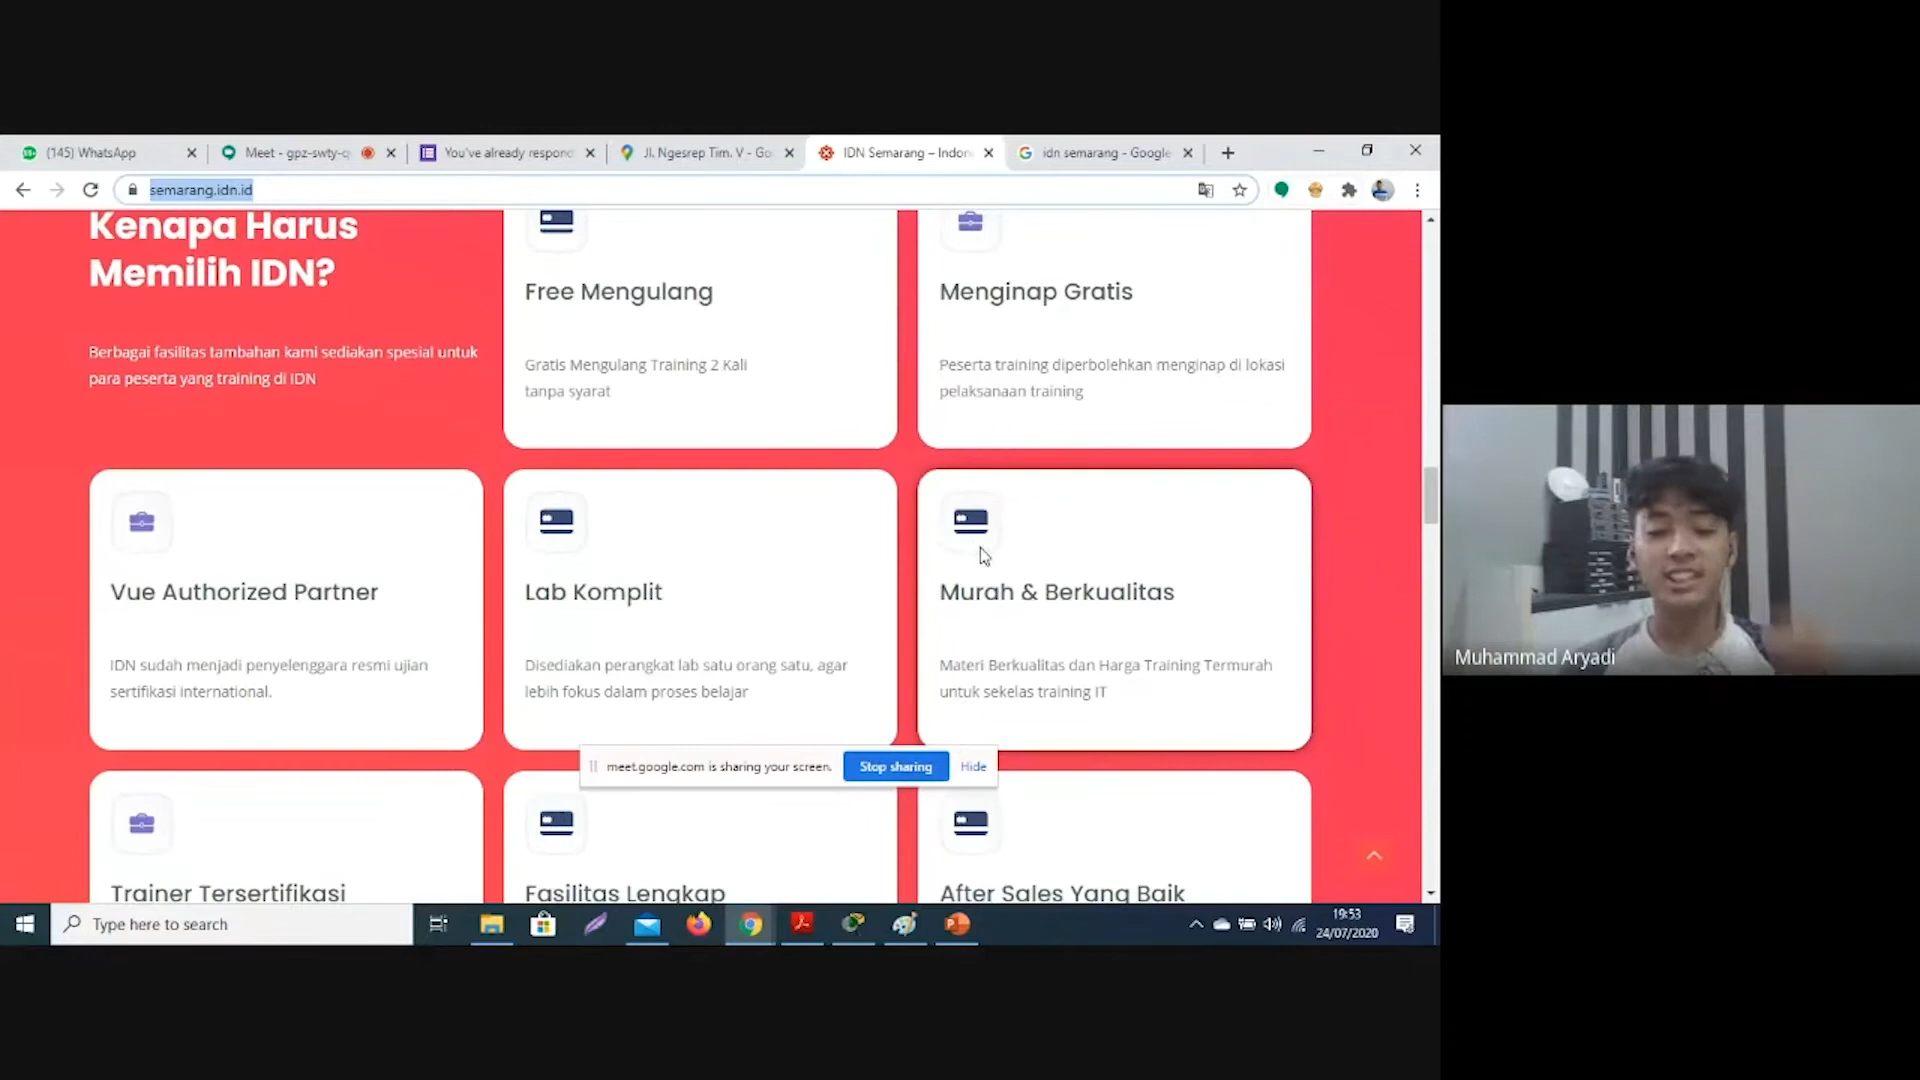 (145) WhatsApp
Meet - gpz-swty-q
You've already respond
Jl. Ngesrep Tim. V - Go
IDN Semarang – Indon
idn semarang - Google
semarang.idn.id
Kenapa Harus
Memilih IDN?
Berbagai fasilitas tambahan kami sediakan spesial untuk
para peserta yang training di IDN
Free Mengulang
Gratis Mengulang Training 2 Kali
tanpa syarat
Menginap Gratis
Peserta training diperbolehkan menginap di lokasi
pelaksanaan training
Vue Authorized Partner
IDN sudah menjadi penyelenggara resmi ujian
sertifikasi international.
Lab Komplit
Disediakan perangkat lab satu orang satu, agar
lebih fokus dalam proses belajar
Murah & Berkualitas
Materi Berkualitas dan Harga Training Termurah
untuk sekelas training IT
meet.google.com is sharing your screen.
Stop sharing
Hide
Trainer Tersertifikasi
Fasilitas Lengkap
After Sales Yang Baik
Muhammad Aryadi
Type here to search
19:53
24/07/2020